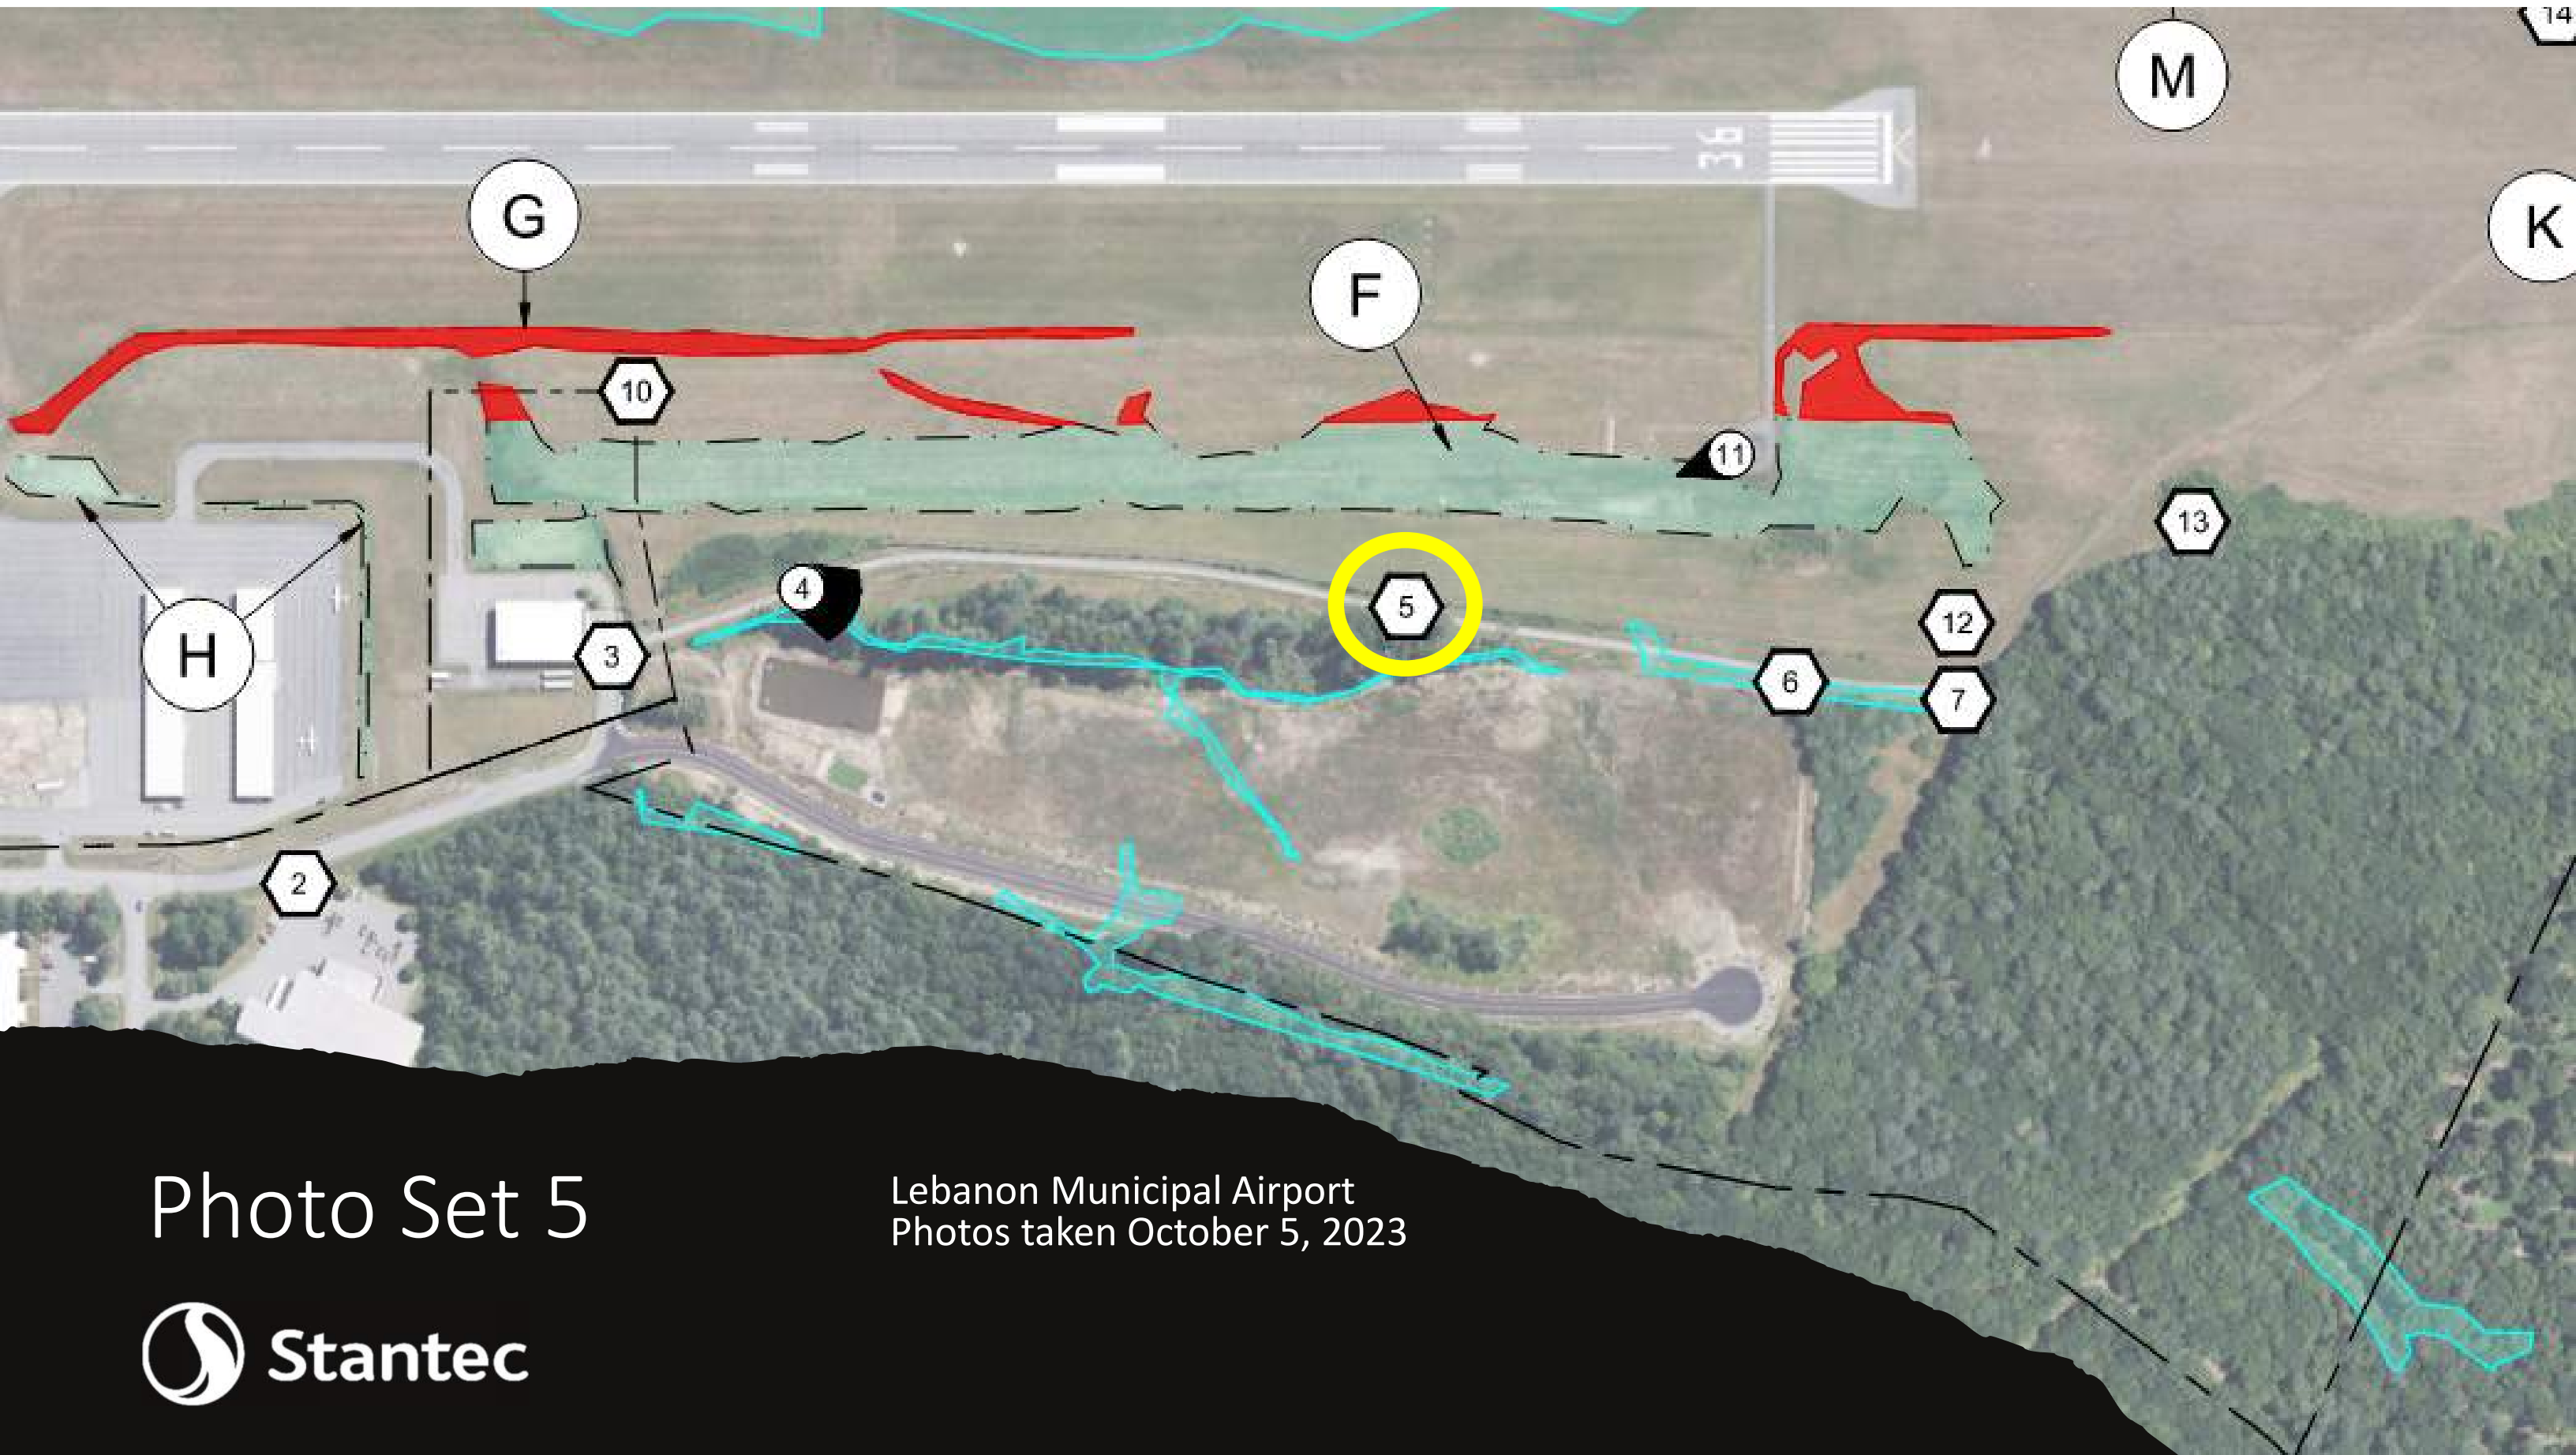 14
M
36
K
G
F
10
11
13
4
5
12
3
H
6
7
2
Photo Set 5
Lebanon Municipal Airport
Photos taken October 5, 2023
Stantec